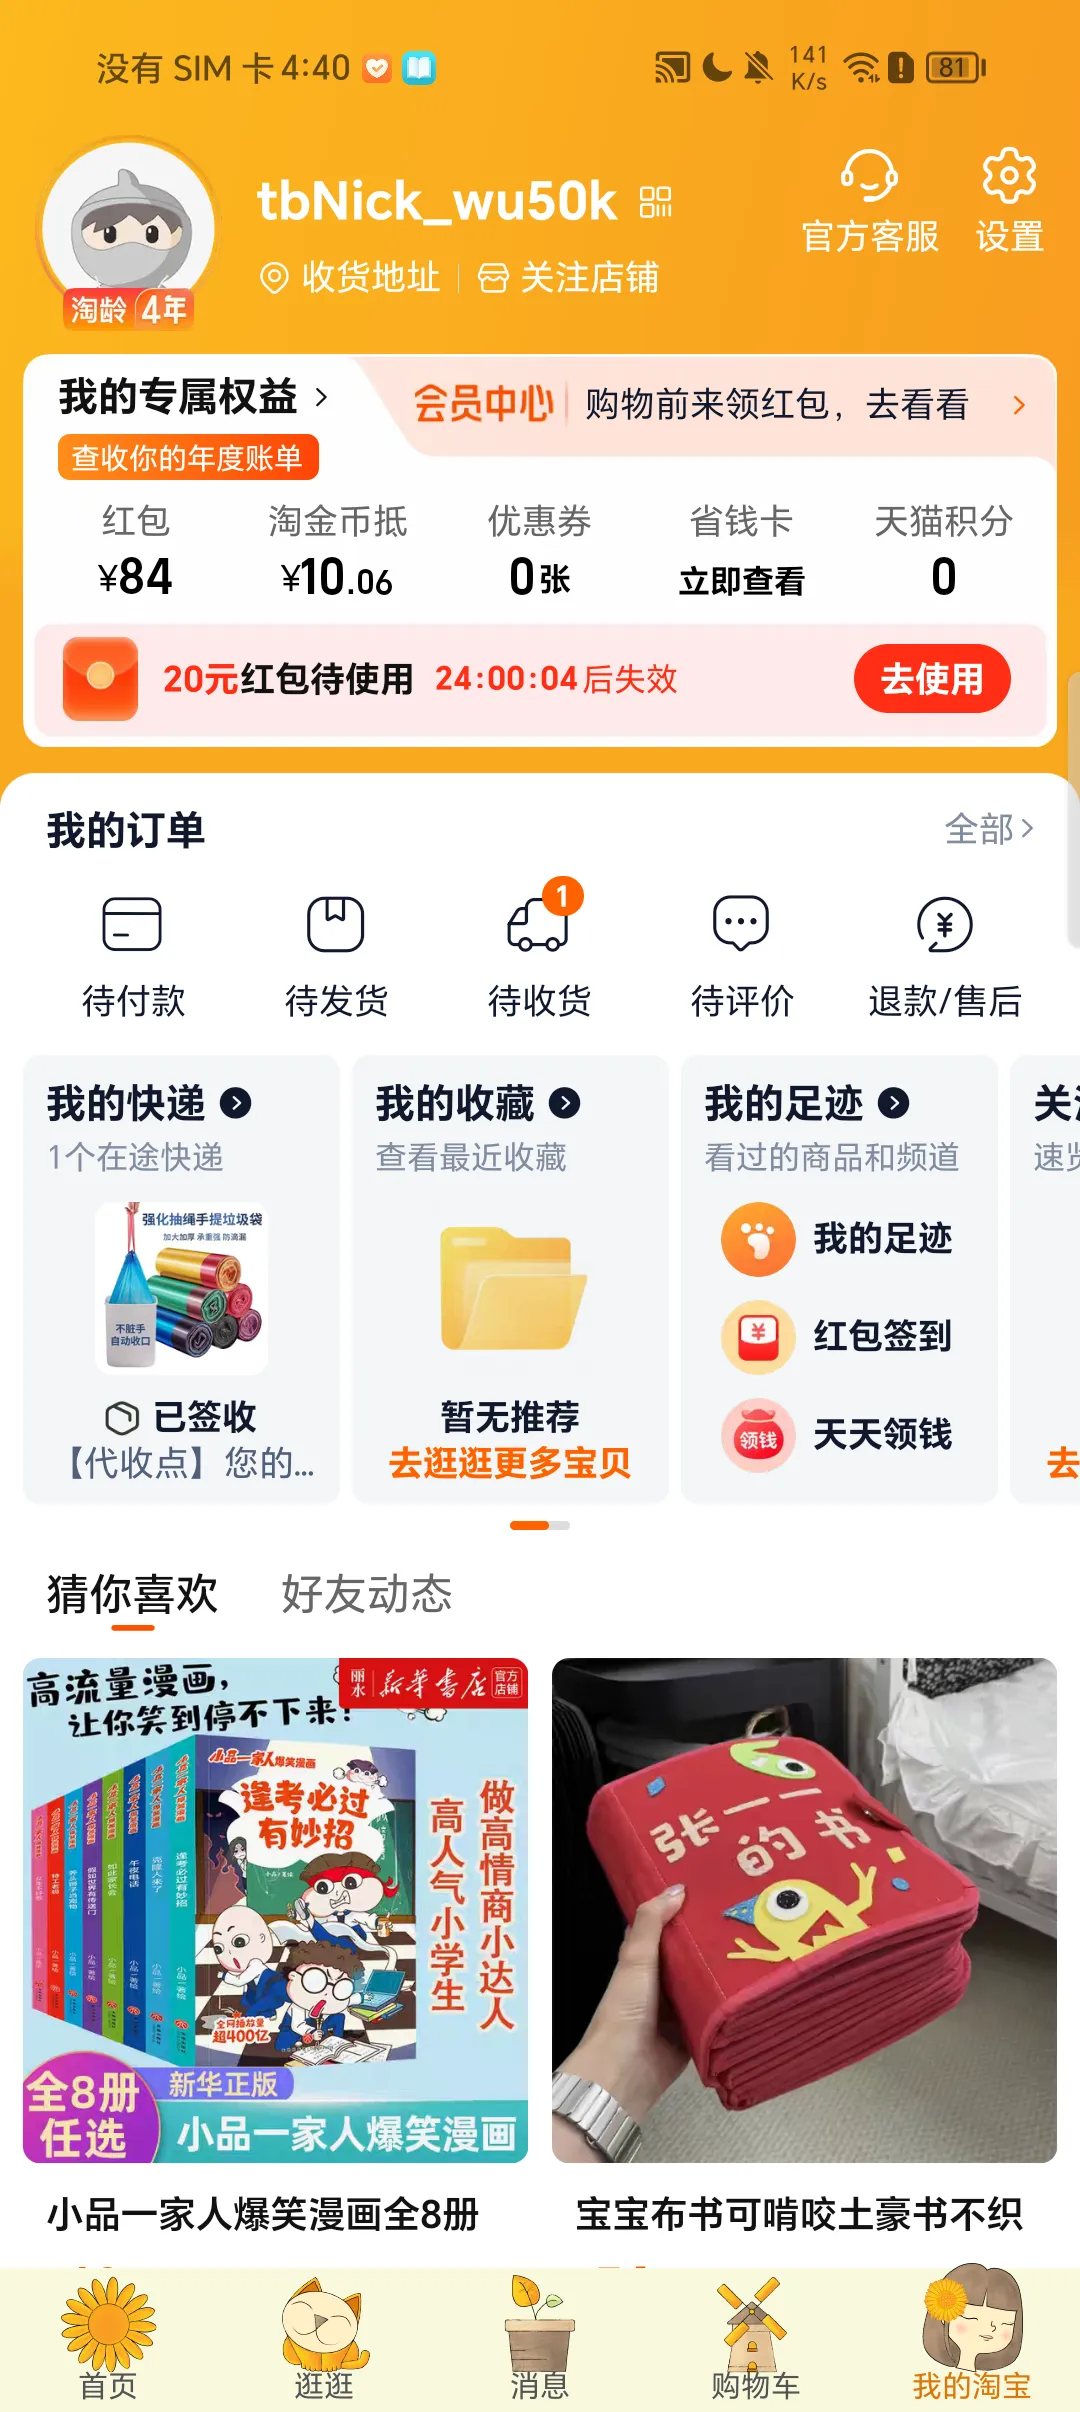 没有 SIM 卡 4:40
141 K/s
81
tbNick_wu50k
官方客服
设置
收货地址
关注店铺
淘龄 4年
我的专属权益
会员中心
购物前来领红包，去看看
查收你的年度账单
红包
淘金币抵
优惠券
省钱卡
天猫积分
¥84
¥10.06
0张
立即查看
0
20元红包待使用 24:00:04后失效
去使用
我的订单
全部
1
待付款
待发货
待收货
待评价
退款/售后
我的快递
我的收藏
我的足迹
关注
1个在途快递
查看最近收藏
看过的商品和频道
速览
强化抽绳手提垃圾袋
加大加厚 承重强 防滴漏
不脏手
自动收口
我的足迹
红包签到
领钱
天天领钱
已签收
【代收点】您的...
暂无推荐
去逛逛更多宝贝
去
猜你喜欢
好友动态
高流量漫画，
让你笑到停不下来！
丽水 新华书店 官方店铺
小品一家人爆笑漫画
逢考必过
有妙招
做高情商小达人
高人气小学生
全网播放量
超400亿
全8册
任选
新华正版
小品一家人爆笑漫画
张一一
的书
小品一家人爆笑漫画全8册
宝宝布书可啃咬土豪书不织
首页
逛逛
消息
购物车
我的淘宝